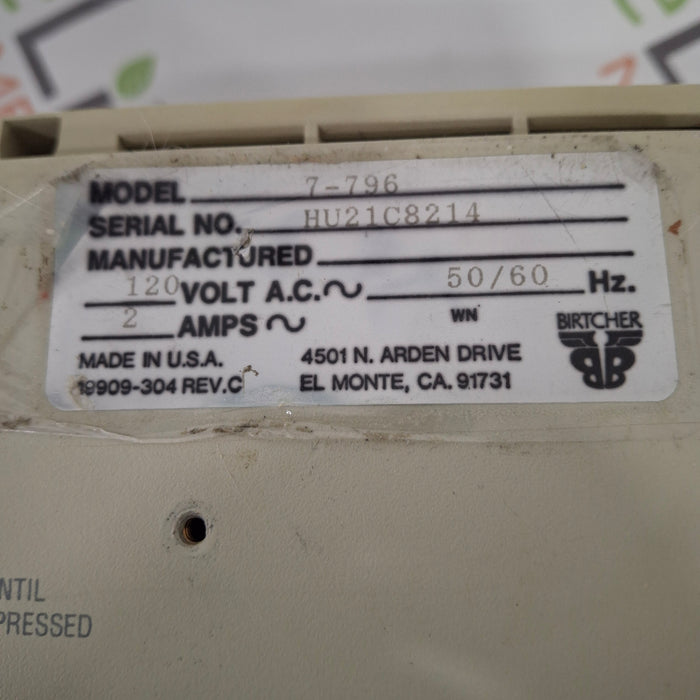 MODEL 7-796
SERIAL NO. HU21C8214
MANUFACTURED
120 VOLT A.C. 50/60 Hz.
2 AMPS
WN
BIRTCHER
MADE IN U.S.A. 4501 N. ARDEN DRIVE
19909-304 REV.C EL MONTE, CA. 91731
NTIL
PRESSED